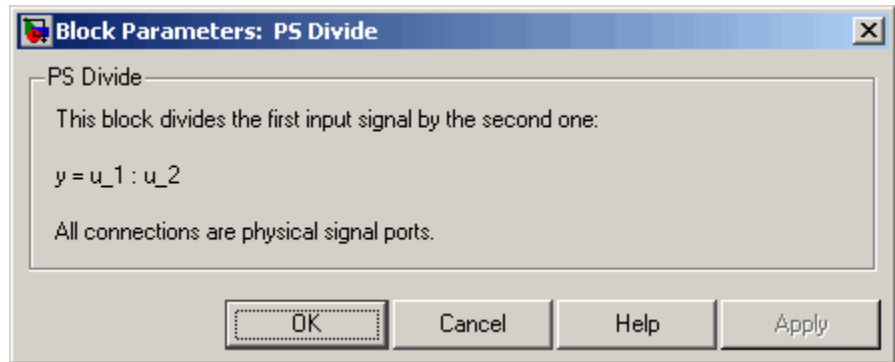 Block Parameters: PS Divide
PS Divide
This block divides the first input signal by the second one:
y = u_1 : u_2
All connections are physical signal ports.
OK Cancel Help Apply